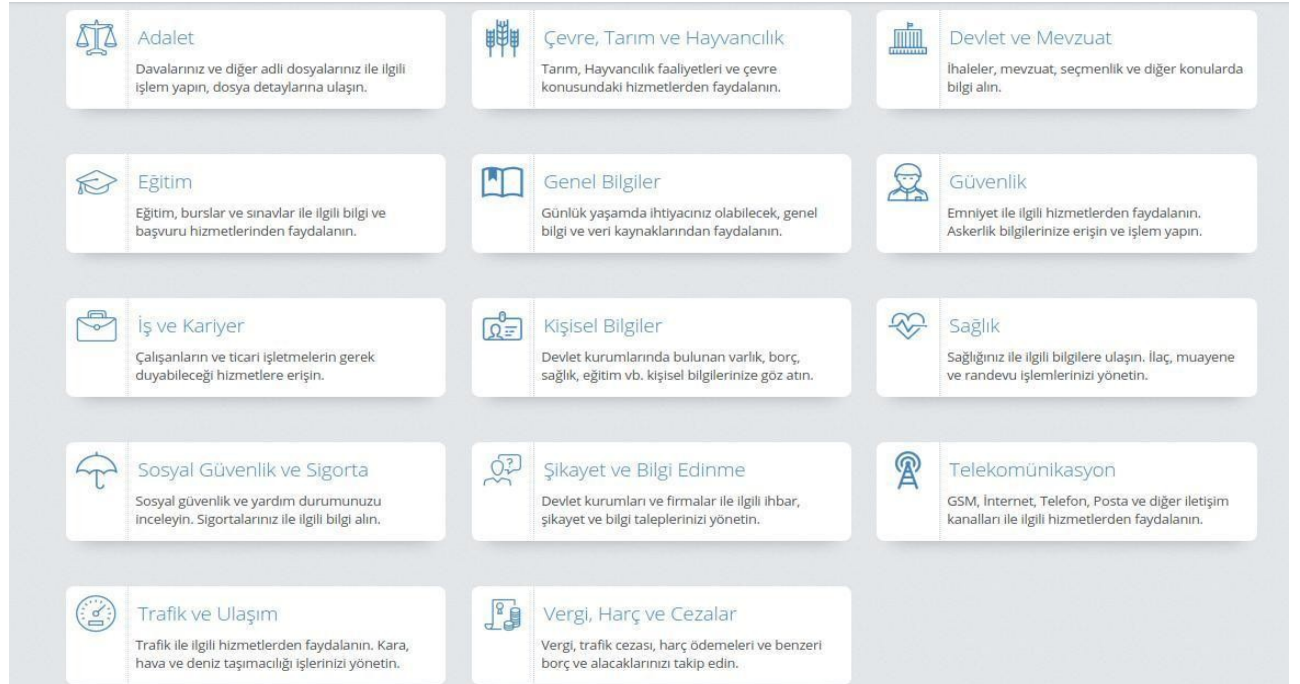 Adalet
Davalarınız ve diğer adli dosyalarınız ile ilgili
işlem yapın, dosya detaylarına ulaşın.
Çevre, Tarım ve Hayvancılık
Tarım, Hayvancılık faaliyetleri ve çevre
konusundaki hizmetlerden faydalanın.
Devlet ve Mevzuat
İhaleler, mevzuat, seçmenlik ve diğer konularda
bilgi alın.
Eğitim
Eğitim, burslar ve sınavlar ile ilgili bilgi ve
başvuru hizmetlerinden faydalanın.
Genel Bilgiler
Günlük yaşamda ihtiyacınız olabilecek, genel
bilgi ve veri kaynaklarından faydalanın.
Güvenlik
Emniyet ile ilgili hizmetlerden faydalanın.
Askerlik bilgilerinize erişin ve işlem yapın.
İş ve Kariyer
Çalışanların ve ticari işletmelerin gerek
duyabileceği hizmetlere erişin.
Kişisel Bilgiler
Devlet kurumlarında bulunan varlık, borç,
sağlık, eğitim vb. kişisel bilgilerinize göz atın.
Sağlık
Sağlığınız ile ilgili bilgilere ulaşın. İlaç, muayene
ve randevu işlemlerinizi yönetin.
Sosyal Güvenlik ve Sigorta
Sosyal güvenlik ve yardım durumunuzu
inceleyin. Sigortalarınız ile ilgili bilgi alın.
Şikayet ve Bilgi Edinme
Devlet kurumları ve firmalar ile ilgili ihbar,
şikayet ve bilgi taleplerinizi yönetin.
Telekomünikasyon
GSM, İnternet, Telefon, Posta ve diğer iletişim
kanalları ile ilgili hizmetlerden faydalanın.
Trafik ve Ulaşım
Trafik ile ilgili hizmetlerden faydalanın. Kara,
hava ve deniz taşımacılığı işlerinizi yönetin.
Vergi, Harç ve Cezalar
Vergi, trafik cezası, harç ödemeleri ve benzeri
borç ve alacaklarınızı takip edin.